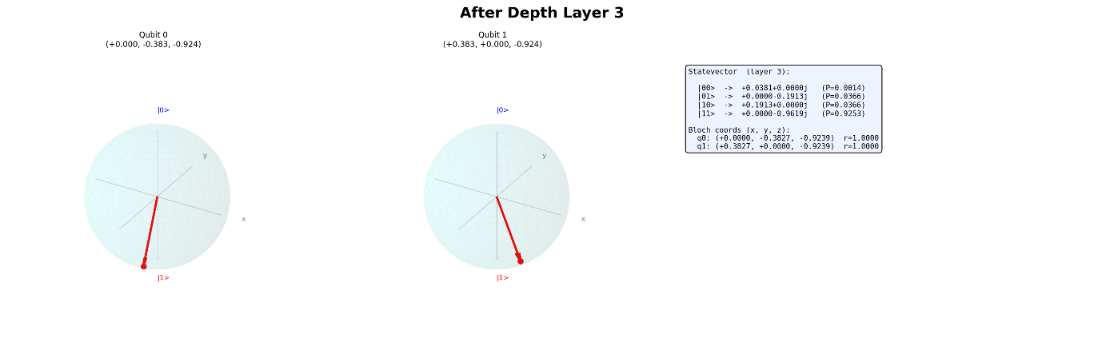 After Depth Layer 3
Qubit 0
(+0.000, -0.383, -0.924)
|0>
y
x
|1>
Qubit 1
(+0.383, +0.000, -0.924)
|0>
y
x
|1>
Statevector  (layer 3):
|00>  ->  +0.0381+0.0000j   (P=0.0014)
|01>  ->  +0.0000-0.1913j   (P=0.0366)
|10>  ->  +0.1913+0.0000j   (P=0.0366)
|11>  ->  +0.0000-0.9619j   (P=0.9253)
Bloch coords (x, y, z):
q0: (+0.0000, -0.3827, -0.9239)  r=1.0000
q1: (+0.3827, +0.0000, -0.9239)  r=1.0000